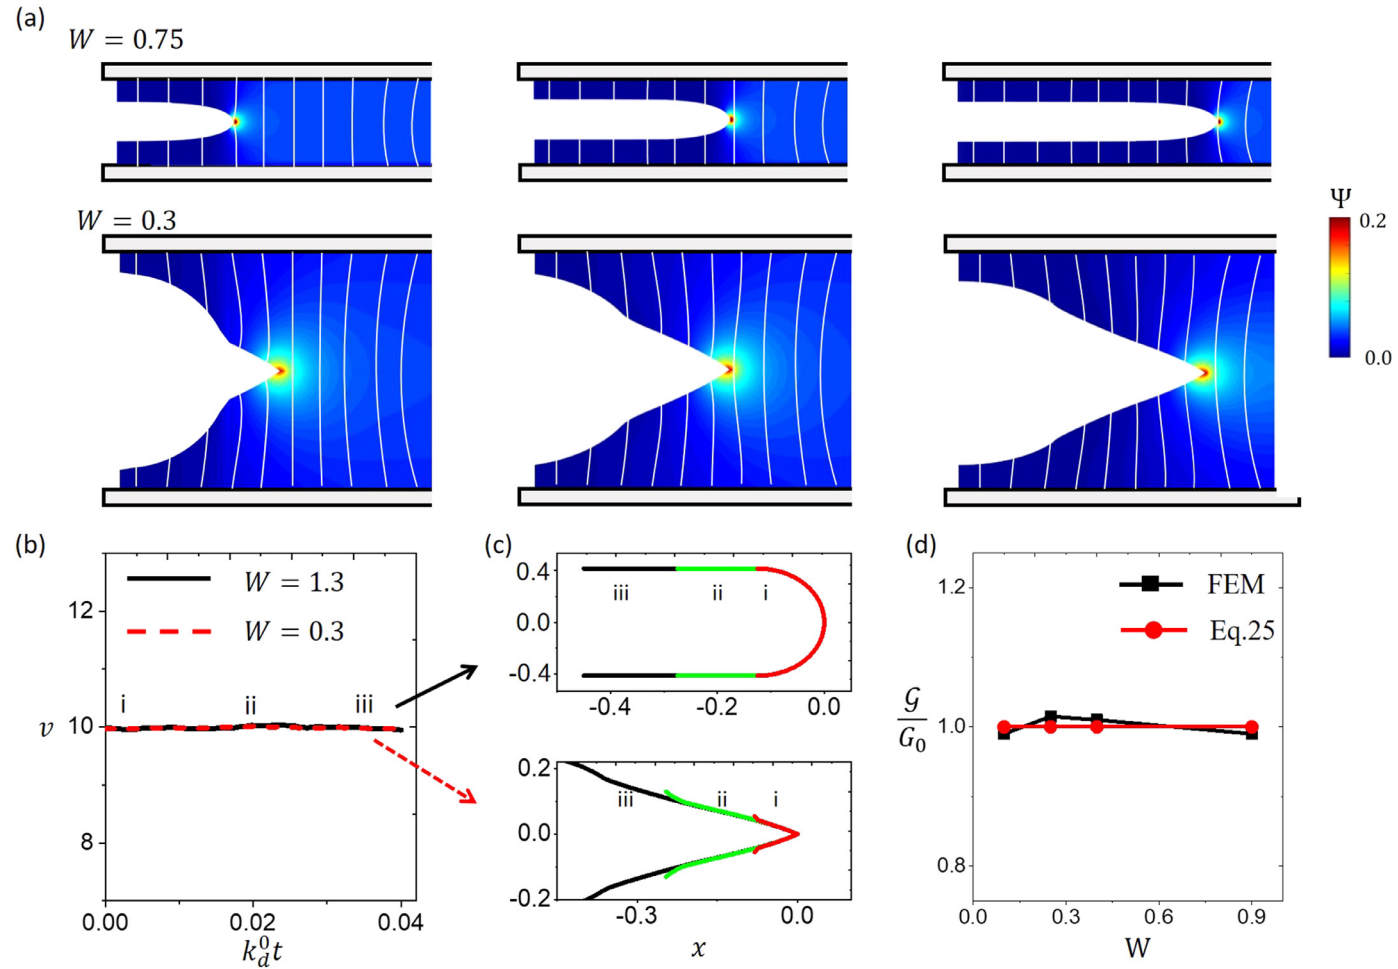 (a)
W = 0.75
W = 0.3
Ψ
0.2
0.0
(b)
W = 1.3
W = 0.3
i
ii
iii
12
10
8
v
0.00
0.02
0.04
k_d^0 t
(c)
0.4
0.0
-0.4
iii
ii
i
-0.4
-0.2
0.0
0.2
0.0
-0.2
iii
ii
i
-0.3
0.0
x
(d)
FEM
Eq.25
1.2
1.0
0.8
G/G₀
0.0
0.3
0.6
0.9
W